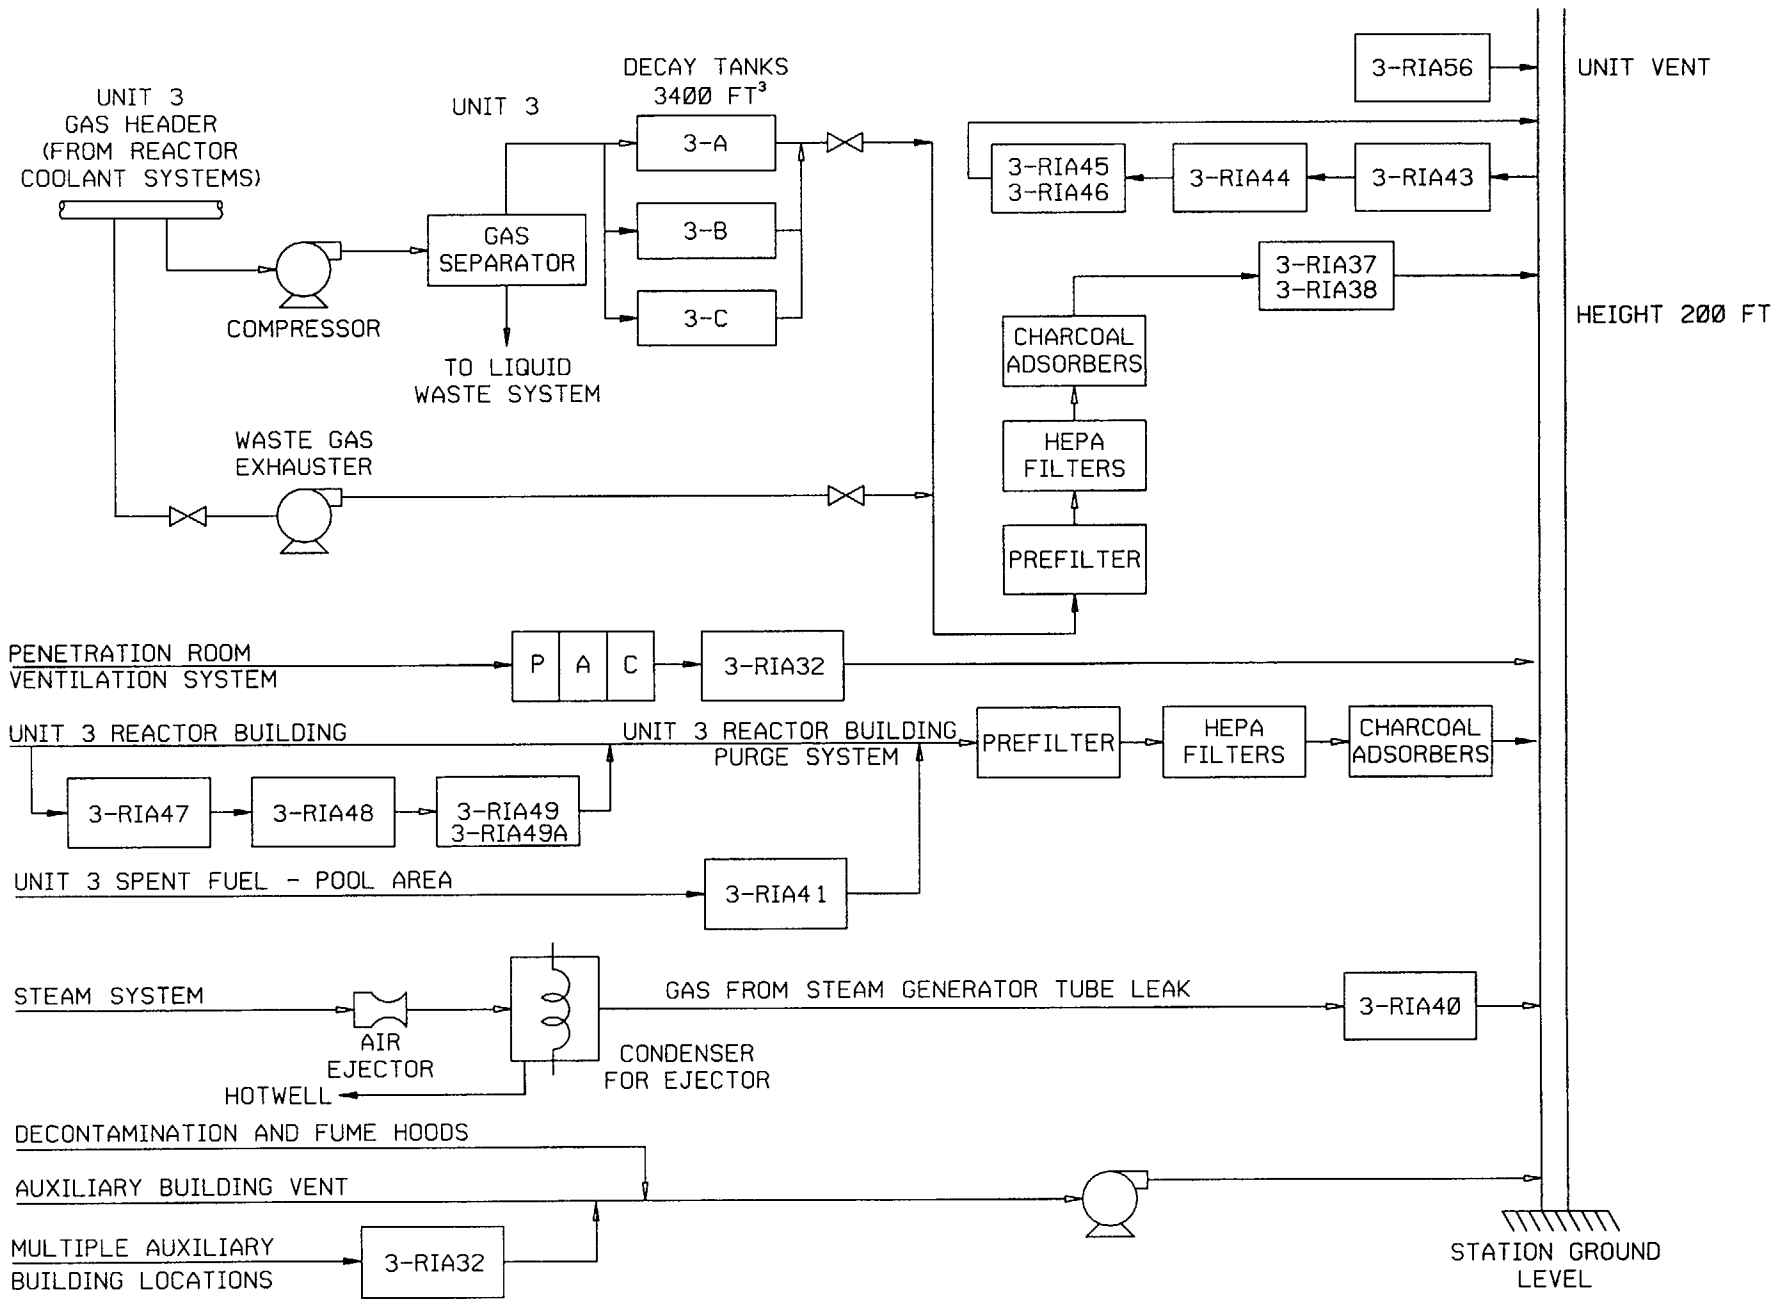 UNIT 3
GAS HEADER
(FROM REACTOR
COOLANT SYSTEMS)
UNIT 3
DECAY TANKS
3400 FT³
3-A
3-B
3-C
GAS
SEPARATOR
COMPRESSOR
TO LIQUID
WASTE SYSTEM
WASTE GAS
EXHAUSTER
3-RIA56
UNIT VENT
3-RIA45
3-RIA46
3-RIA44
3-RIA43
3-RIA37
3-RIA38
HEIGHT 200 FT
CHARCOAL
ADSORBERS
HEPA
FILTERS
PREFILTER
PENETRATION ROOM
VENTILATION SYSTEM
P A C
3-RIA32
UNIT 3 REACTOR BUILDING
UNIT 3 REACTOR BUILDING
PURGE SYSTEM
PREFILTER
HEPA
FILTERS
CHARCOAL
ADSORBERS
3-RIA47
3-RIA48
3-RIA49
3-RIA49A
UNIT 3 SPENT FUEL - POOL AREA
3-RIA41
STEAM SYSTEM
AIR
EJECTOR
GAS FROM STEAM GENERATOR TUBE LEAK
3-RIA40
CONDENSER
FOR EJECTOR
HOTWELL
DECONTAMINATION AND FUME HOODS
AUXILIARY BUILDING VENT
MULTIPLE AUXILIARY
BUILDING LOCATIONS
3-RIA32
STATION GROUND
LEVEL